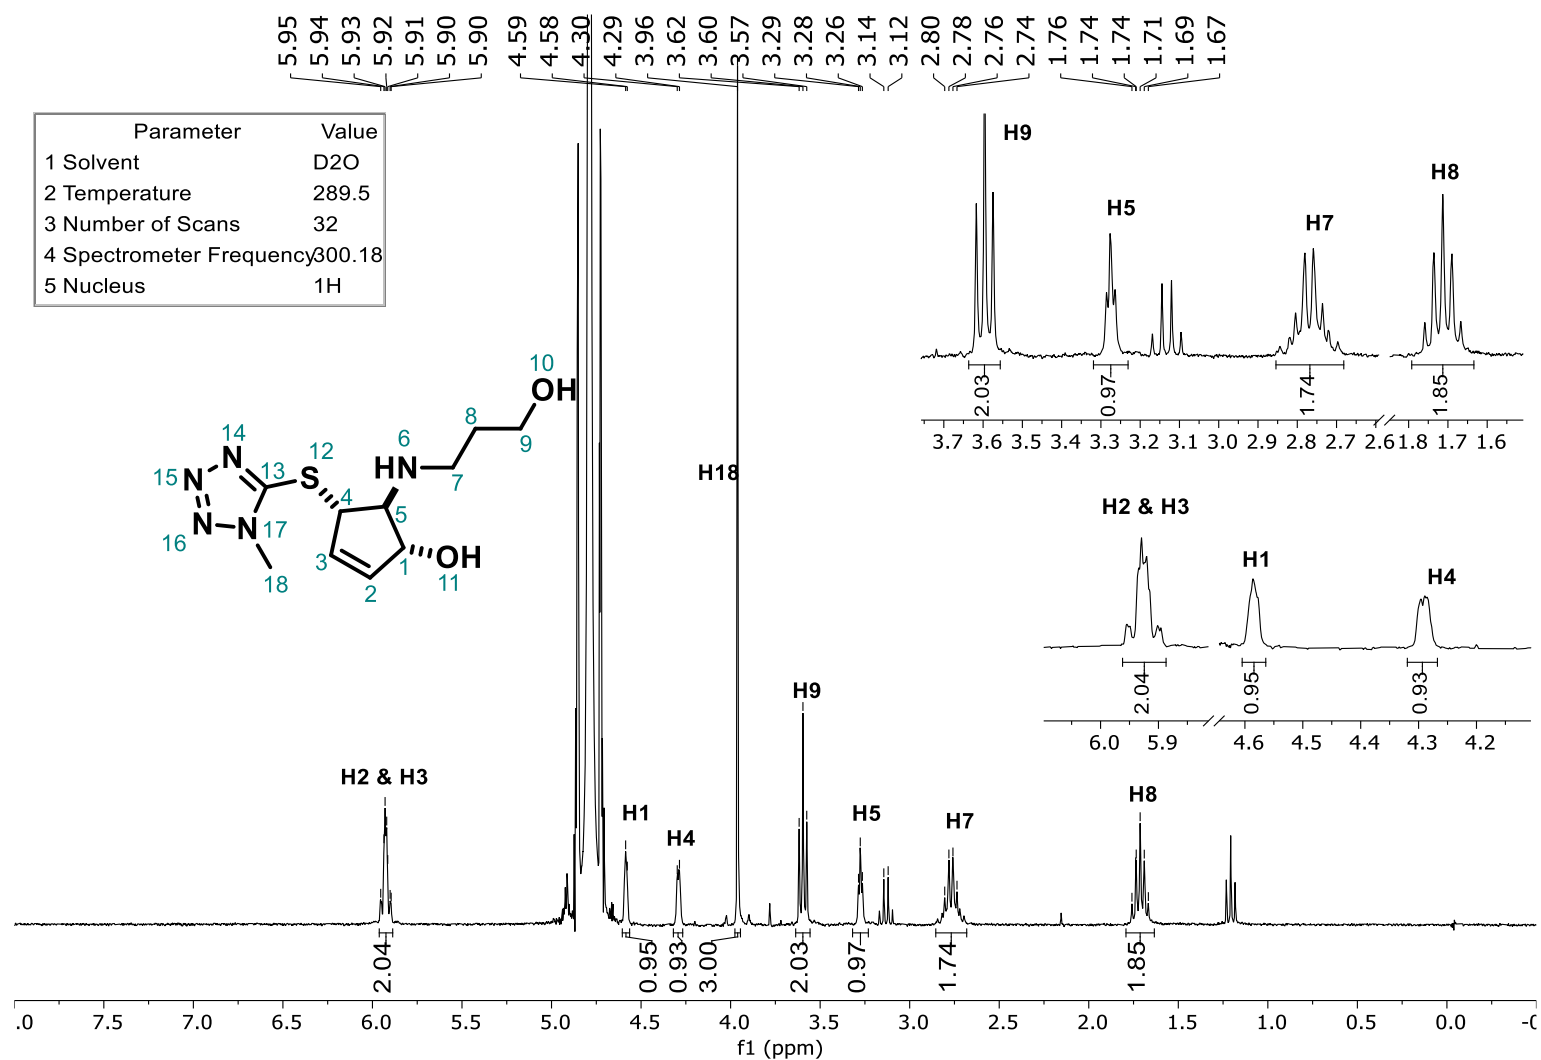 5.95 5.94 5.93 5.92 5.91 5.90 5.90 4.59 4.58 4.30 4.29 3.96 3.62 3.60 3.57 3.29 3.28 3.26 3.14 3.12 2.80 2.78 2.76 2.74 1.76 1.74 1.74 1.71 1.69 1.67
Parameter Value
1 Solvent D2O
2 Temperature 289.5
3 Number of Scans 32
4 Spectrometer Frequency 300.18
5 Nucleus 1H
H9
H5
H7
H8
2.03 0.97 1.74 1.85
3.7 3.6 3.5 3.4 3.3 3.2 3.1 3.0 2.9 2.8 2.7 2.6 1.8 1.7 1.6
10
OH
8
9
14
N
S
12
6
HN
7
15
N
13
4
5
16
N
N
17
3
1
OH
11
18
2
H18
H2 & H3
H1
H4
2.04 0.95 0.93
6.0 5.9 4.6 4.5 4.4 4.3 4.2
H2 & H3
H1
H4
H9
H5
H7
H8
2.04 0.95 0.93 3.00 2.03 0.97 1.74 1.85
.0 7.5 7.0 6.5 6.0 5.5 5.0 4.5 4.0 3.5 3.0 2.5 2.0 1.5 1.0 0.5 0.0 -0
f1 (ppm)